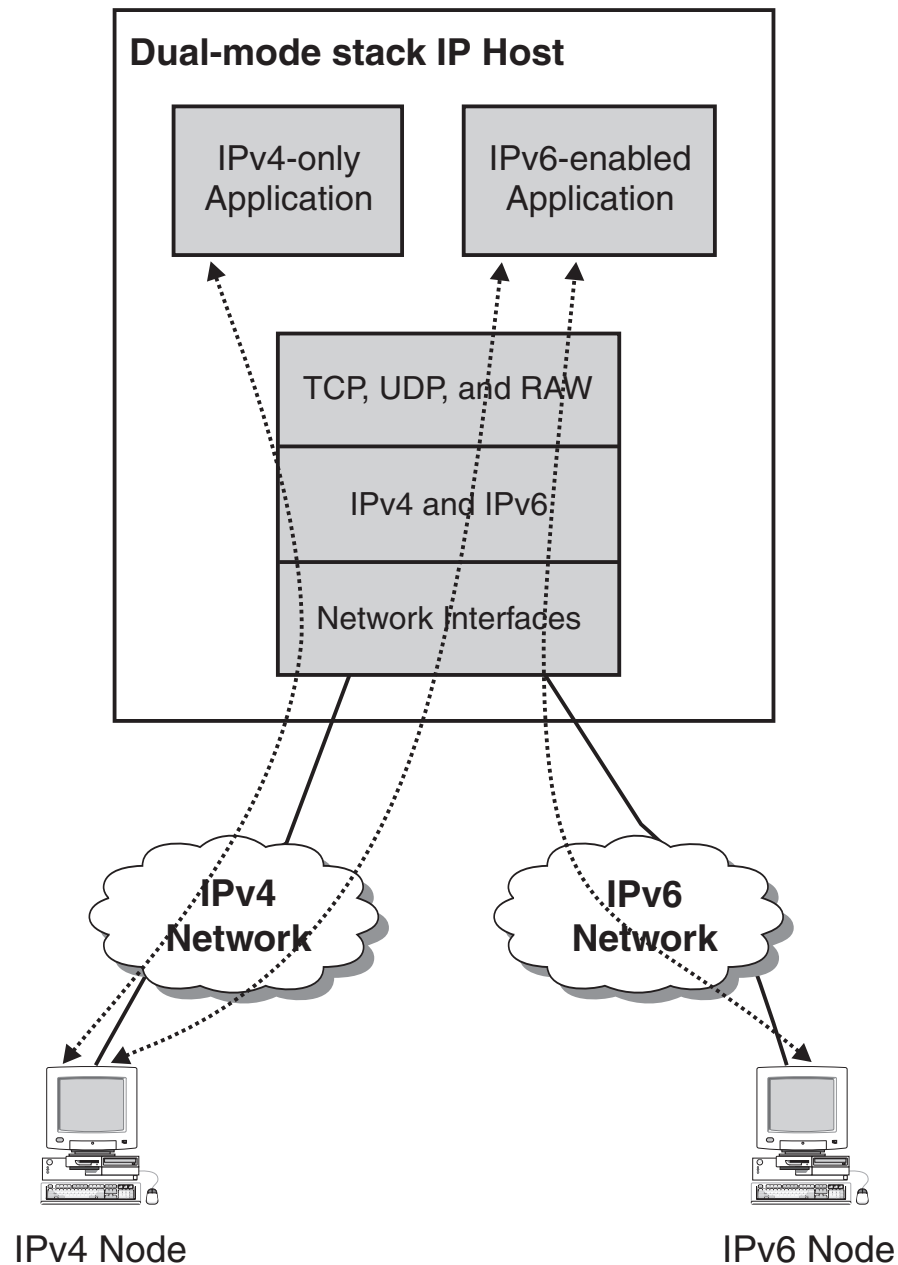 Dual-mode stack IP Host
IPv4-only
Application
IPv6-enabled
Application
TCP, UDP, and RAW
IPv4 and IPv6
Network Interfaces
IPv4
Network
IPv6
Network
IPv4 Node
IPv6 Node